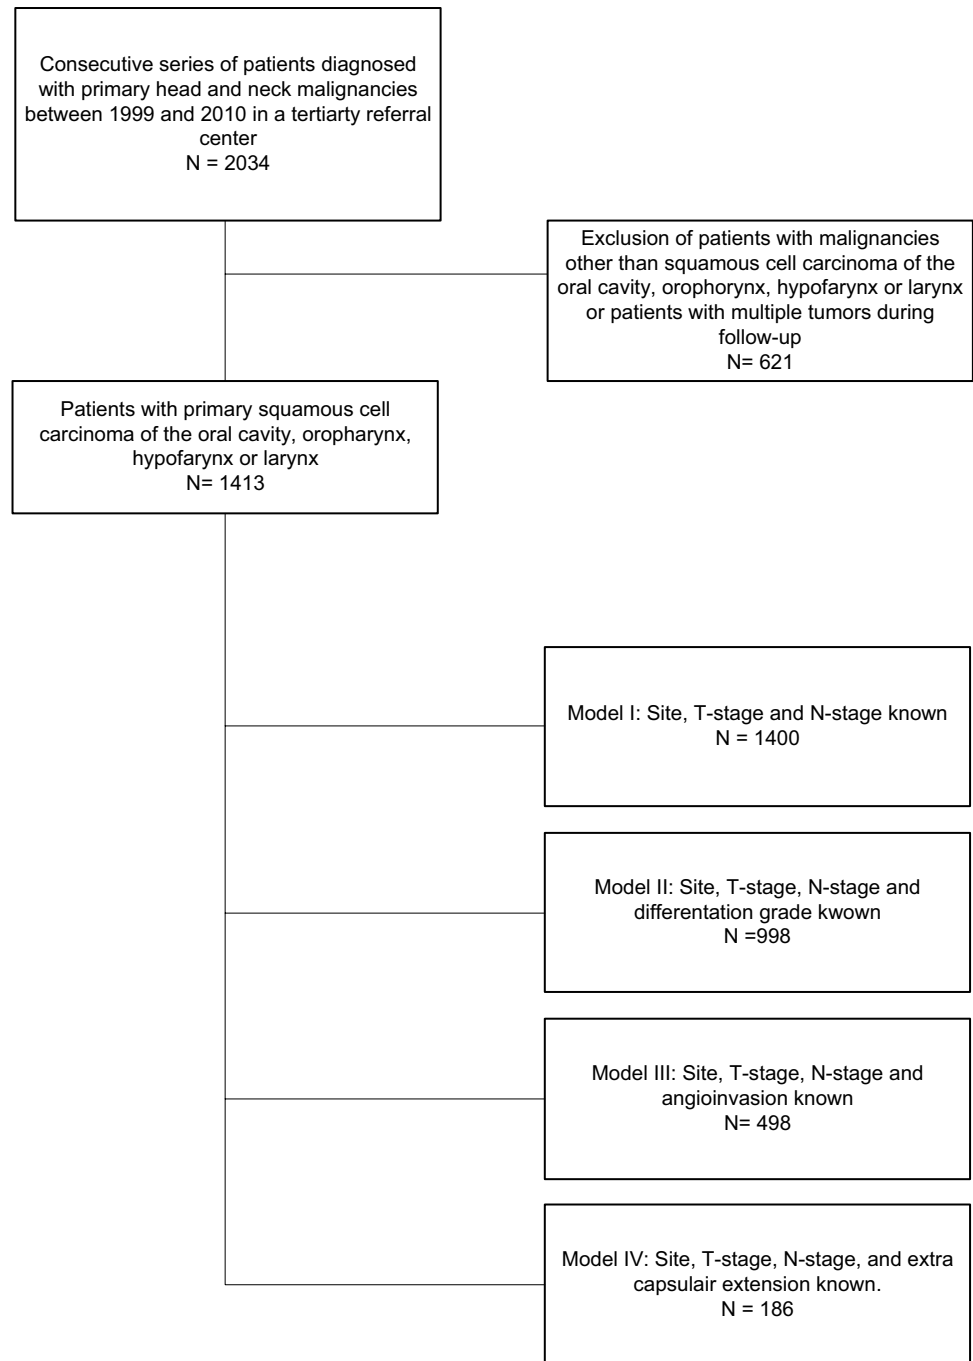 Consecutive series of patients diagnosed
with primary head and neck malignancies
between 1999 and 2010 in a tertiarty referral
center
N = 2034
Exclusion of patients with malignancies
other than squamous cell carcinoma of the
oral cavity, orophorynx, hypofarynx or larynx
or patients with multiple tumors during
follow-up
N= 621
Patients with primary squamous cell
carcinoma of the oral cavity, oropharynx,
hypofarynx or larynx
N= 1413
Model I: Site, T-stage and N-stage known
N = 1400
Model II: Site, T-stage, N-stage and
differentation grade kwown
N =998
Model III: Site, T-stage, N-stage and
angioinvasion known
N= 498
Model IV: Site, T-stage, N-stage, and extra
capsulair extension known.
N = 186